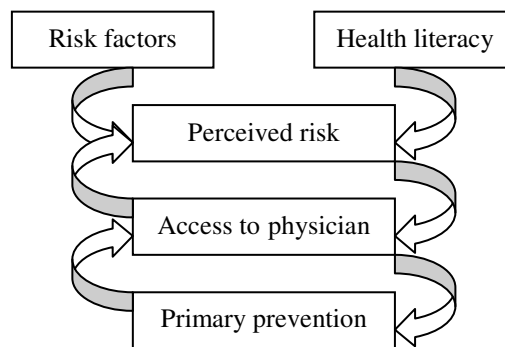 Risk factors
Health literacy
Perceived risk
Access to physician
Primary prevention